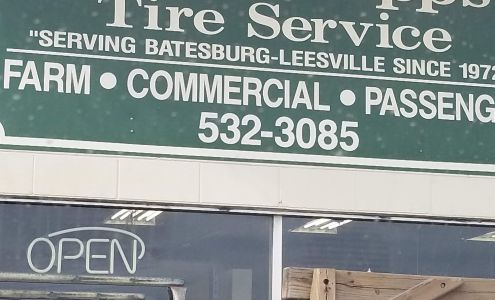 Tire Service
"SERVING BATESBURG-LEESVILLE SINCE 1972
FARM • COMMERCIAL • PASSENG
532-3085
OPEN